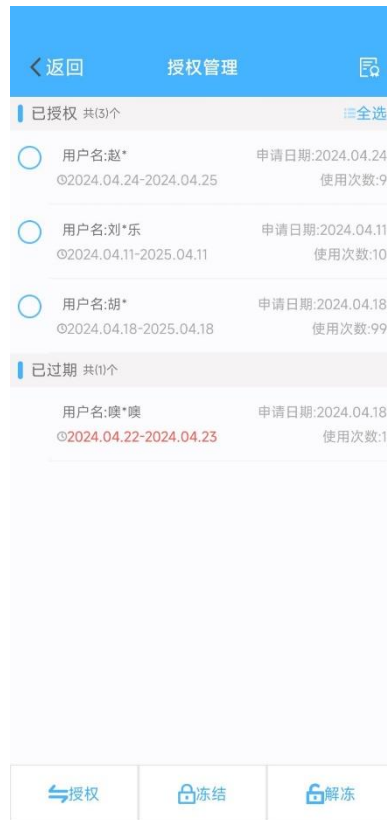 返回 授权管理
已授权 共(3)个 全选
用户名:赵* 申请日期:2024.04.24
2024.04.24-2024.04.25 使用次数:9
用户名:刘*乐 申请日期:2024.04.11
2024.04.11-2025.04.11 使用次数:10
用户名:胡* 申请日期:2024.04.18
2024.04.18-2025.04.18 使用次数:99
已过期 共(1)个
用户名:噢*噢 申请日期:2024.04.18
2024.04.22-2024.04.23 使用次数:1
授权 冻结 解冻